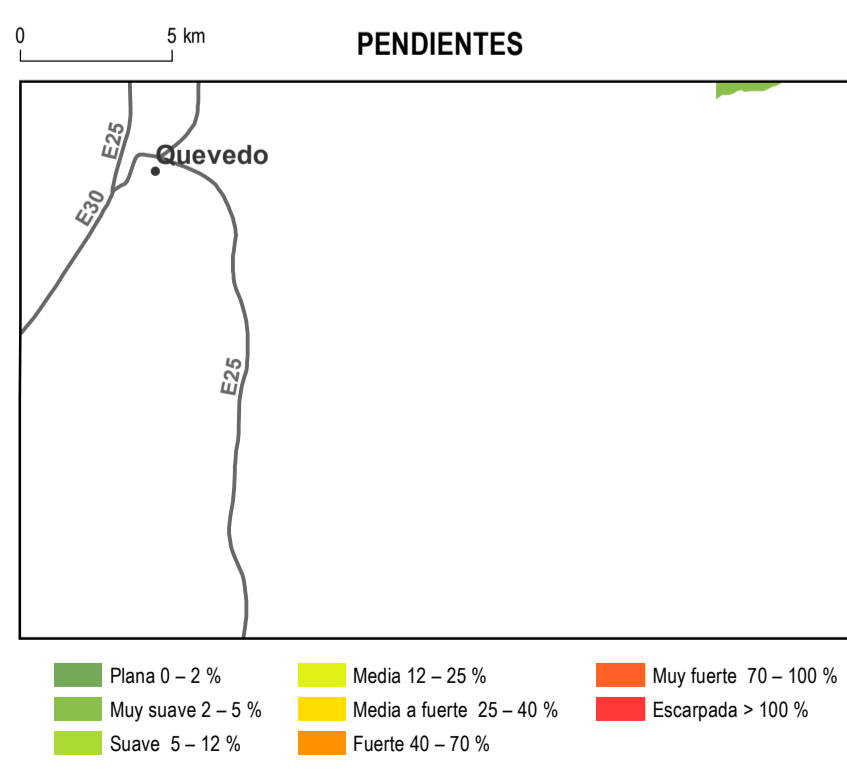 0 5 km
PENDIENTES
E25
Quevedo
E30
E25
Plana 0 – 2 %
Muy suave 2 – 5 %
Suave 5 – 12 %
Media 12 – 25 %
Media a fuerte 25 – 40 %
Fuerte 40 – 70 %
Muy fuerte 70 – 100 %
Escarpada > 100 %